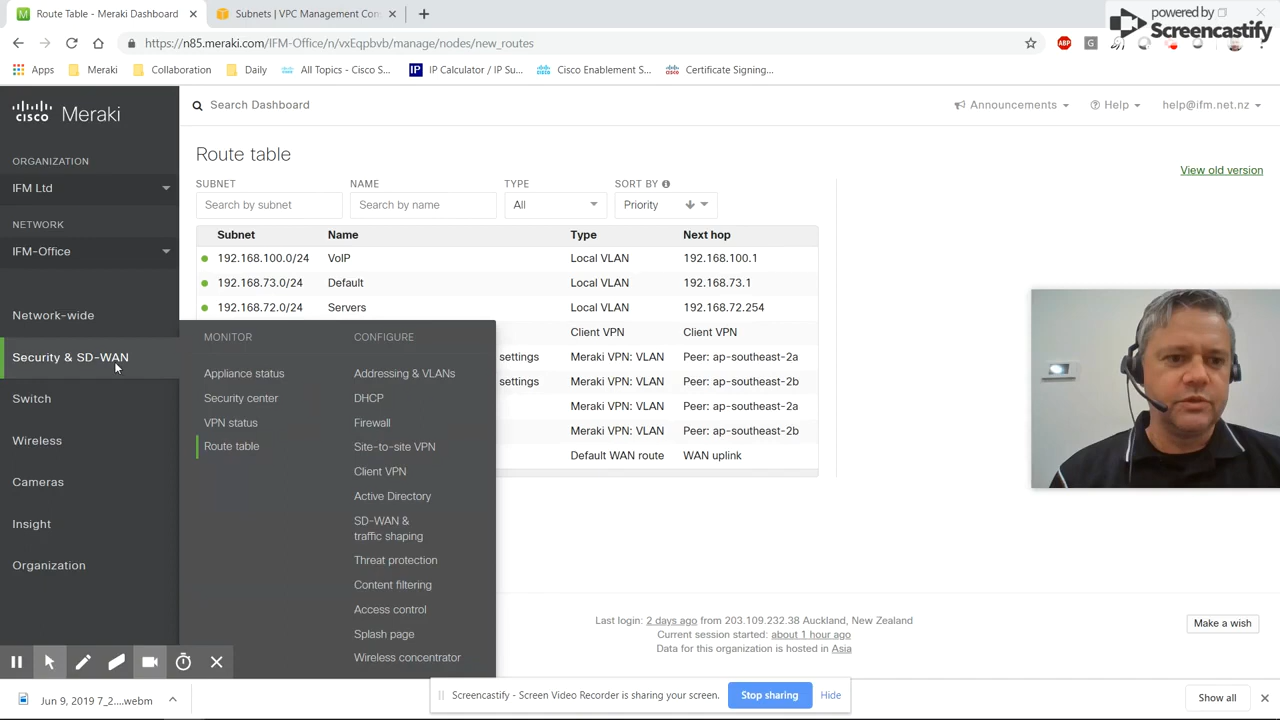 Route Table - Meraki Dashboard
Subnets | VPC Management Con
powered by
Screencastify
https://n85.meraki.com/IFM-Office/n/vxEapbvb/manage/codes/new_routes
Apps
Meraki
Collaboration
Daily
All Topics - Cisco S...
IP Calculator / IP Su...
Cisco Enablement S...
Certificate Signing...
cisco Meraki
Search Dashboard
Announcements
Help
help@ifm.net.nz
ORGANIZATION
IFM Ltd
NETWORK
IFM-Office
Network-wide
Security & SD-WAN
Switch
Wireless
Cameras
Insight
Organization
Route table
View old version
SUBNET NAME TYPE SORT BY
Search by subnet Search by name All Priority
Subnet Name Type Next hop
192.168.100.0/24 VoIP Local VLAN 192.168.100.1
192.168.73.0/24 Default Local VLAN 192.168.73.1
192.168.72.0/24 Servers Local VLAN 192.168.72.254
Client VPN Client VPN
settings Meraki VPN: VLAN Peer: ap-southeast-2a
settings Meraki VPN: VLAN Peer: ap-southeast-2b
Meraki VPN: VLAN Peer: ap-southeast-2a
Meraki VPN: VLAN Peer: ap-southeast-2b
Default WAN route WAN uplink
MONITOR
Appliance status
Security center
VPN status
Route table
CONFIGURE
Addressing & VLANs
DHCP
Firewall
Site-to-site VPN
Client VPN
Active Directory
SD-WAN &
traffic shaping
Threat protection
Content filtering
Access control
Splash page
Wireless concentrator
Last login: 2 days ago from 203.109.232.38 Auckland, New Zealand
Current session started: about 1 hour ago
Data for this organization is hosted in Asia
Make a wish
Screencastify - Screen Video Recorder is sharing your screen.
Stop sharing
Hide
Jun 9, 2019 7_2....webm
Show all